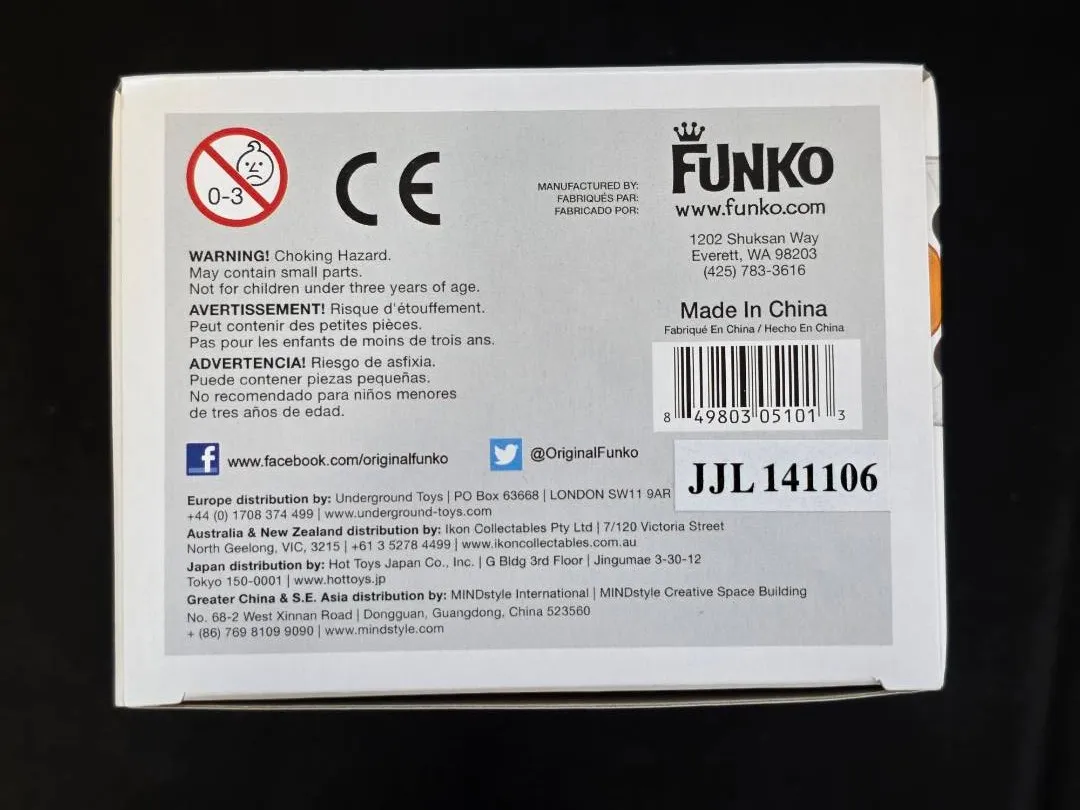 0-3
CE
MANUFACTURED BY:
FABRIQUÉS PAR:
FABRICADO POR:
FUNKO
www.funko.com
1202 Shuksan Way
Everett, WA 98203
(425) 783-3616
WARNING! Choking Hazard.
May contain small parts.
Not for children under three years of age.
AVERTISSEMENT! Risque d'étouffement.
Peut contenir des petites pièces.
Pas pour les enfants de moins de trois ans.
ADVERTENCIA! Riesgo de asfixia.
Puede contener piezas pequeñas.
No recomendado para niños menores
de tres años de edad.
Made In China
Fabriqué En China / Hecho En China
8 49803 05101 3
f www.facebook.com/originalfunko
@OriginalFunko
JJL 141106
Europe distribution by: Underground Toys | PO Box 63668 | LONDON SW11 9AR
+44 (0) 1708 374 499 | www.underground-toys.com
Australia & New Zealand distribution by: Ikon Collectables Pty Ltd | 7/120 Victoria Street
North Geelong, VIC, 3215 | +61 3 5278 4499 | www.ikoncollectables.com.au
Japan distribution by: Hot Toys Japan Co., Inc. | G Bldg 3rd Floor | Jingumae 3-30-12
Tokyo 150-0001 | www.hottoys.jp
Greater China & S.E. Asia distribution by: MINDstyle International | MINDstyle Creative Space Building
No. 68-2 West Xinnan Road | Dongguan, Guangdong, China 523560
+ (86) 769 8109 9090 | www.mindstyle.com